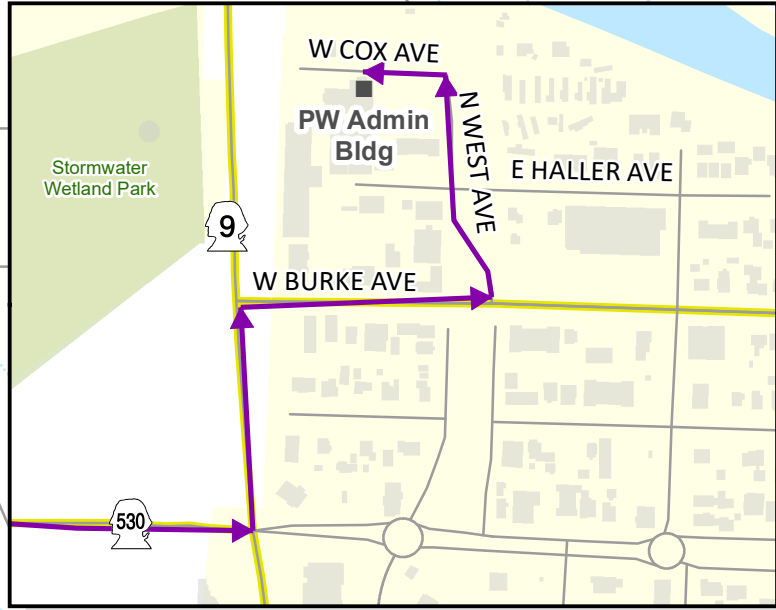 W COX AVE
PW Admin
Bldg
N WEST AVE
Stormwater
Wetland Park
E HALLER AVE
9
W BURKE AVE
530